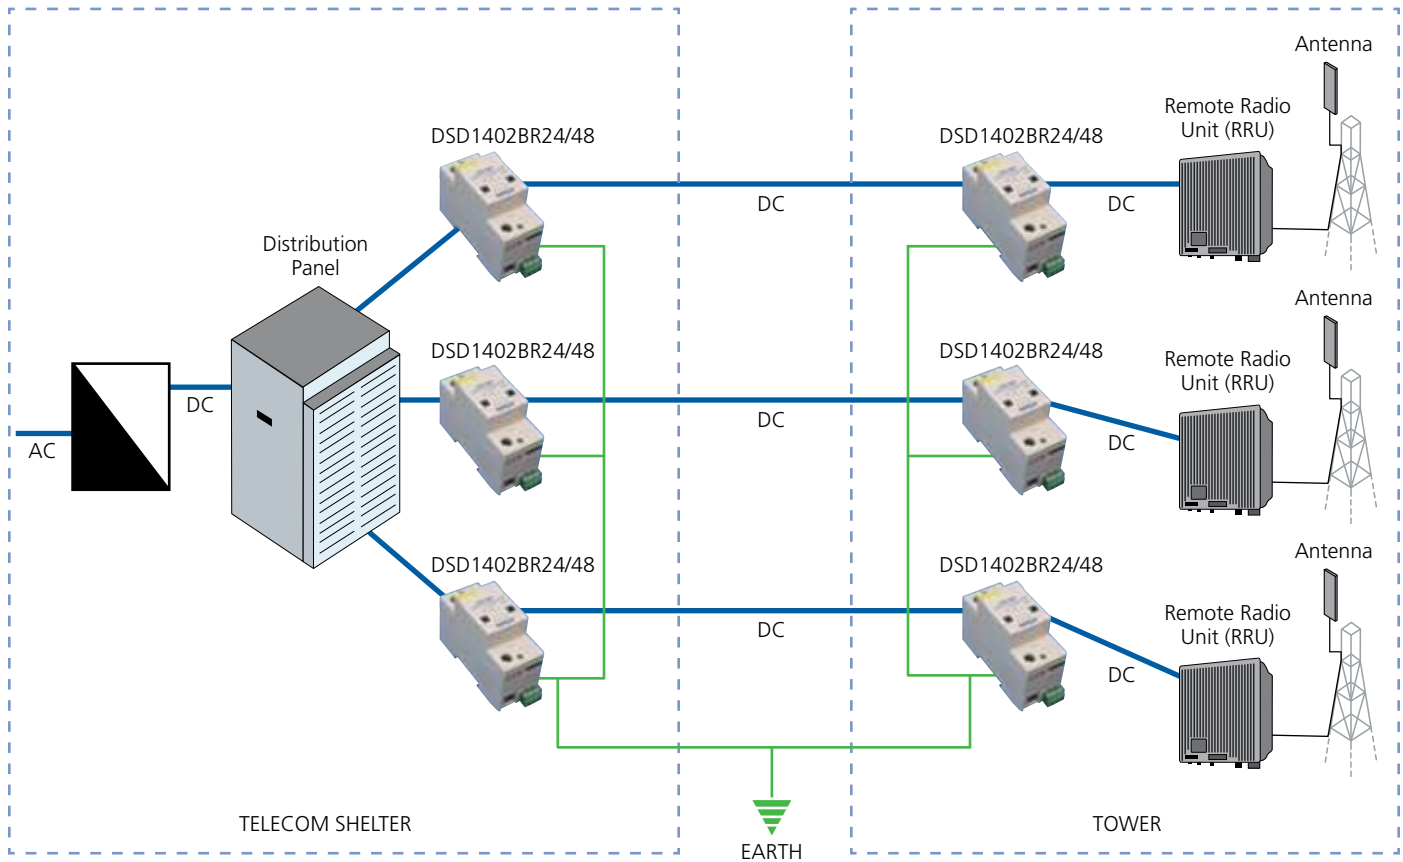 Antenna
Remote Radio
Unit (RRU)
DSD1402BR24/48
DSD1402BR24/48
DC
DC
Distribution
Panel
Antenna
DSD1402BR24/48
DSD1402BR24/48
Remote Radio
Unit (RRU)
DC
DC
DC
AC
Antenna
DSD1402BR24/48
DSD1402BR24/48
Remote Radio
Unit (RRU)
DC
DC
TELECOM SHELTER
TOWER
EARTH